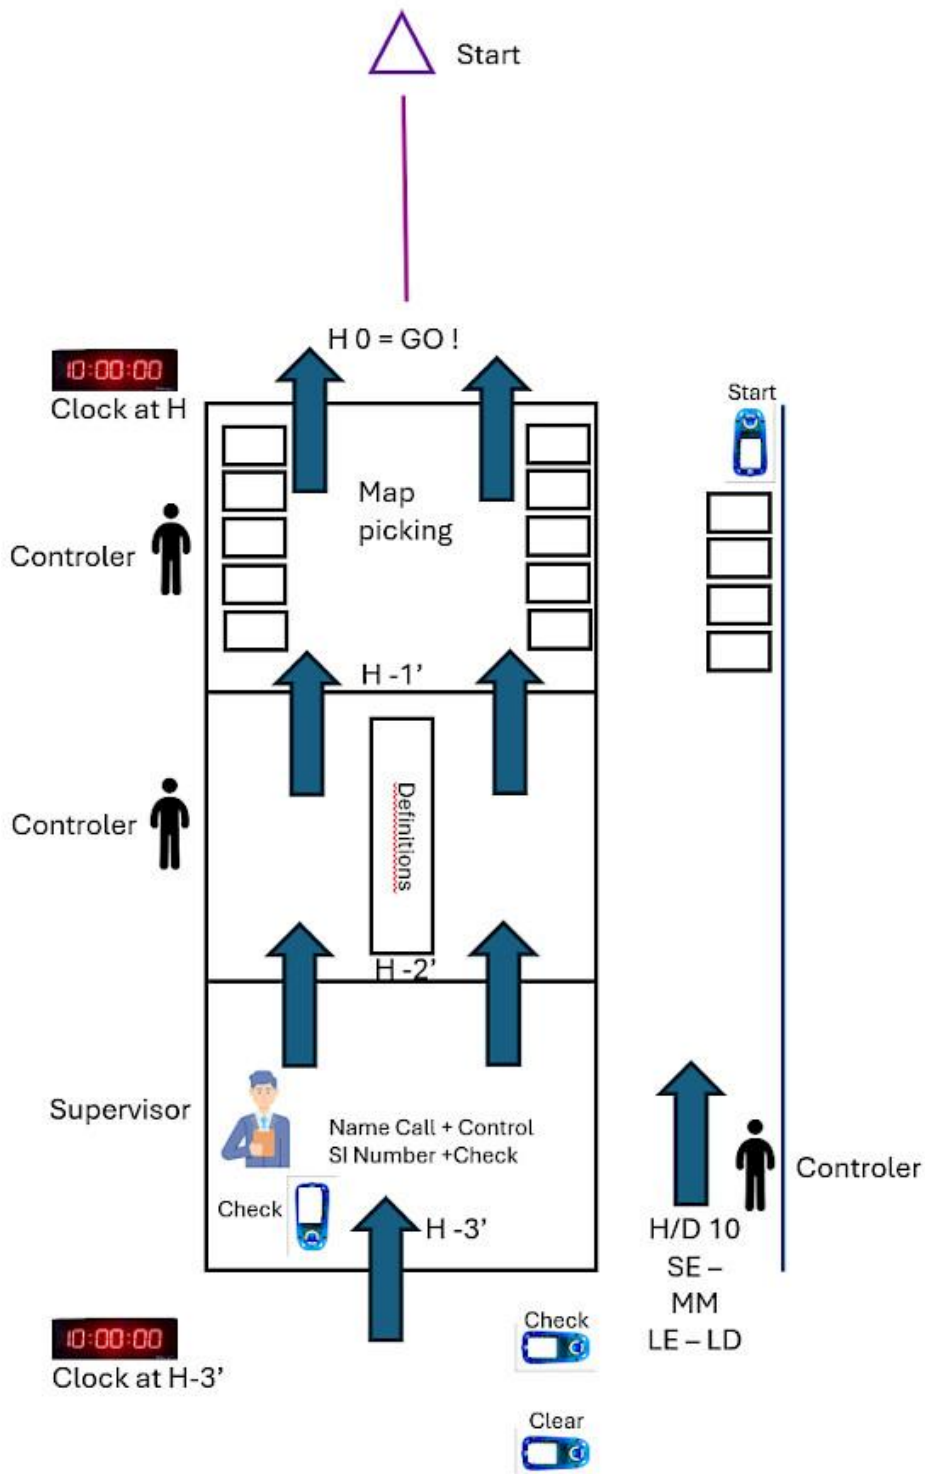 Start
H 0 = GO !
10:00:00
Clock at H
Start
Map
picking
Controler
H -1’
Definitions
Controler
H -2’
Supervisor
Name Call + Control
SI Number +Check
Check
H -3’
Controler
H/D 10
SE –
MM
LE – LD
10:00:00
Clock at H-3’
Check
Clear